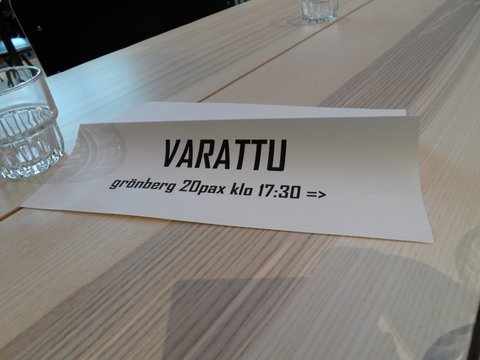 VARATTU
grönberg 20pax klo 17:30 =>